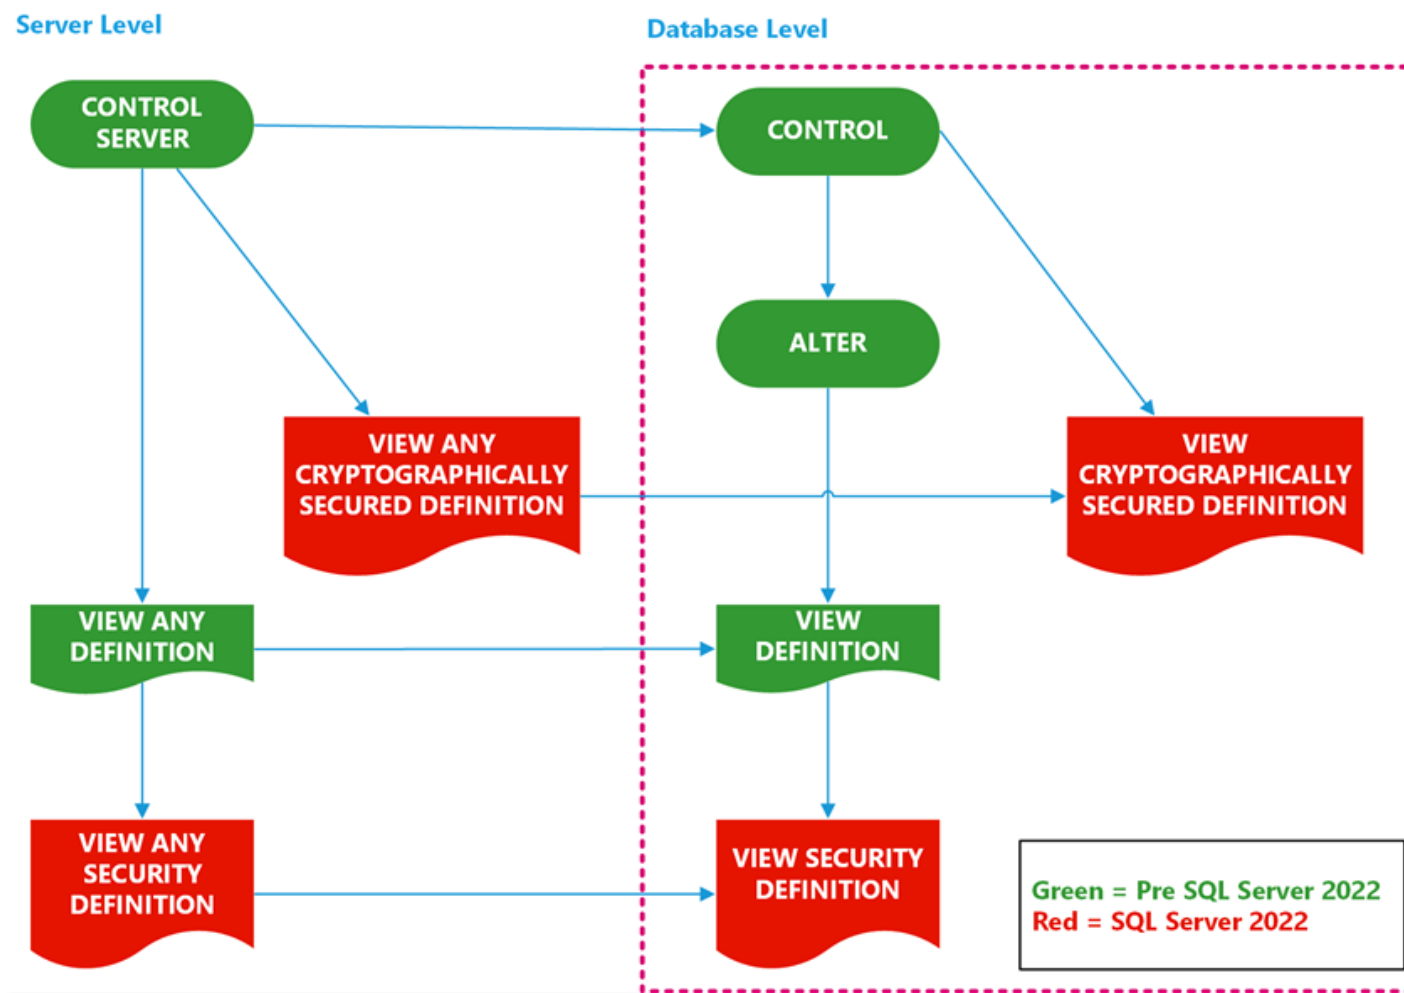 Server Level
Database Level
CONTROL
SERVER
CONTROL
ALTER
VIEW ANY
CRYPTOGRAPHICALLY
SECURED DEFINITION
VIEW
CRYPTOGRAPHICALLY
SECURED DEFINITION
VIEW ANY
DEFINITION
VIEW
DEFINITION
VIEW ANY
SECURITY
DEFINITION
VIEW SECURITY
DEFINITION
Green = Pre SQL Server 2022
Red = SQL Server 2022